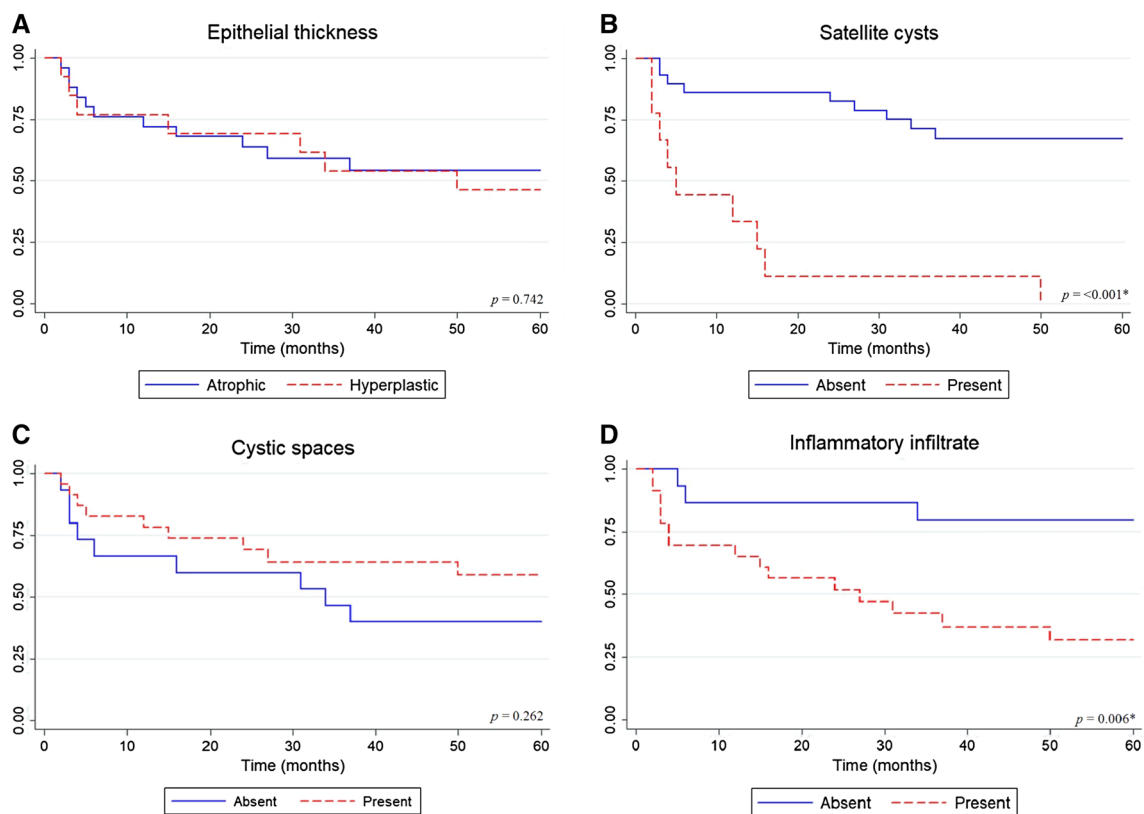 A
Epithelial thickness
1.00
0.75
0.50
0.25
0.00
p = 0.742
0 10 20 30 40 50 60
Time (months)
Atrophic Hyperplastic
B
Satellite cysts
1.00
0.75
0.50
0.25
0.00
p = <0.001*
0 10 20 30 40 50 60
Time (months)
Absent Present
C
Cystic spaces
1.00
0.75
0.50
0.25
0.00
p = 0.262
0 10 20 30 40 50 60
Time (months)
Absent Present
D
Inflammatory infiltrate
1.00
0.75
0.50
0.25
0.00
p = 0.006*
0 10 20 30 40 50 60
Time (months)
Absent Present